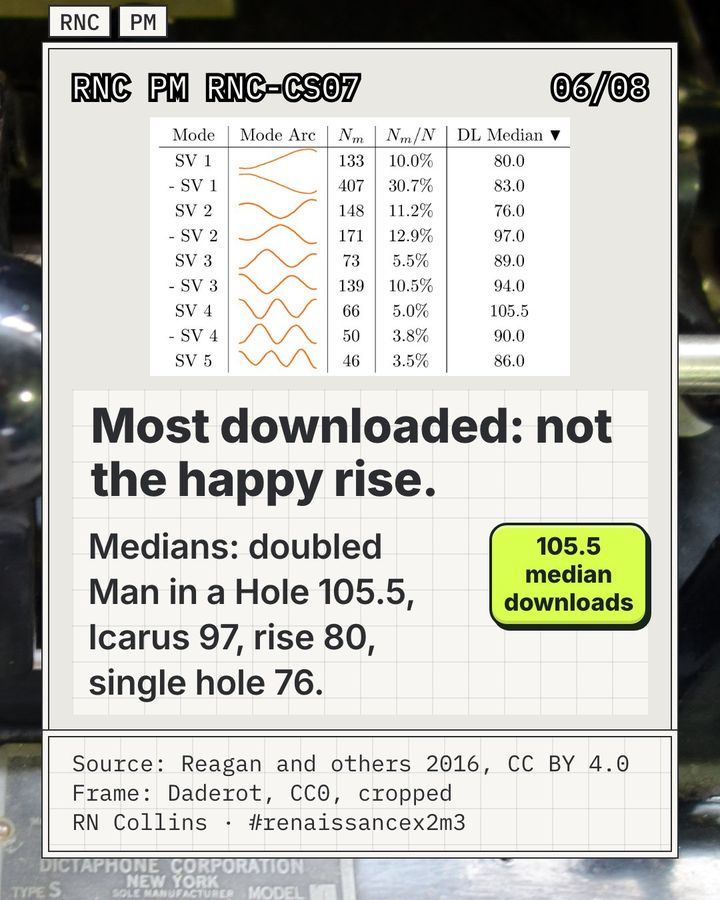 RNC PM
RNC PM RNC-CS07 06/08
Mode Mode Arc Nm Nm/N DL Median ▼
SV 1 133 10.0% 80.0
- SV 1 407 30.7% 83.0
SV 2 148 11.2% 76.0
- SV 2 171 12.9% 97.0
SV 3 73 5.5% 89.0
- SV 3 139 10.5% 94.0
SV 4 66 5.0% 105.5
- SV 4 50 3.8% 90.0
SV 5 46 3.5% 86.0
Most downloaded: not
the happy rise.
Medians: doubled
Man in a Hole 105.5,
Icarus 97, rise 80,
single hole 76.
105.5
median
downloads
Source: Reagan and others 2016, CC BY 4.0
Frame: Daderot, CC0, cropped
RN Collins · #renaissancex2m3
DICTAPHONE CORPORATION
NEW YORK
TYPE S SOLE MANUFACTURER MODEL